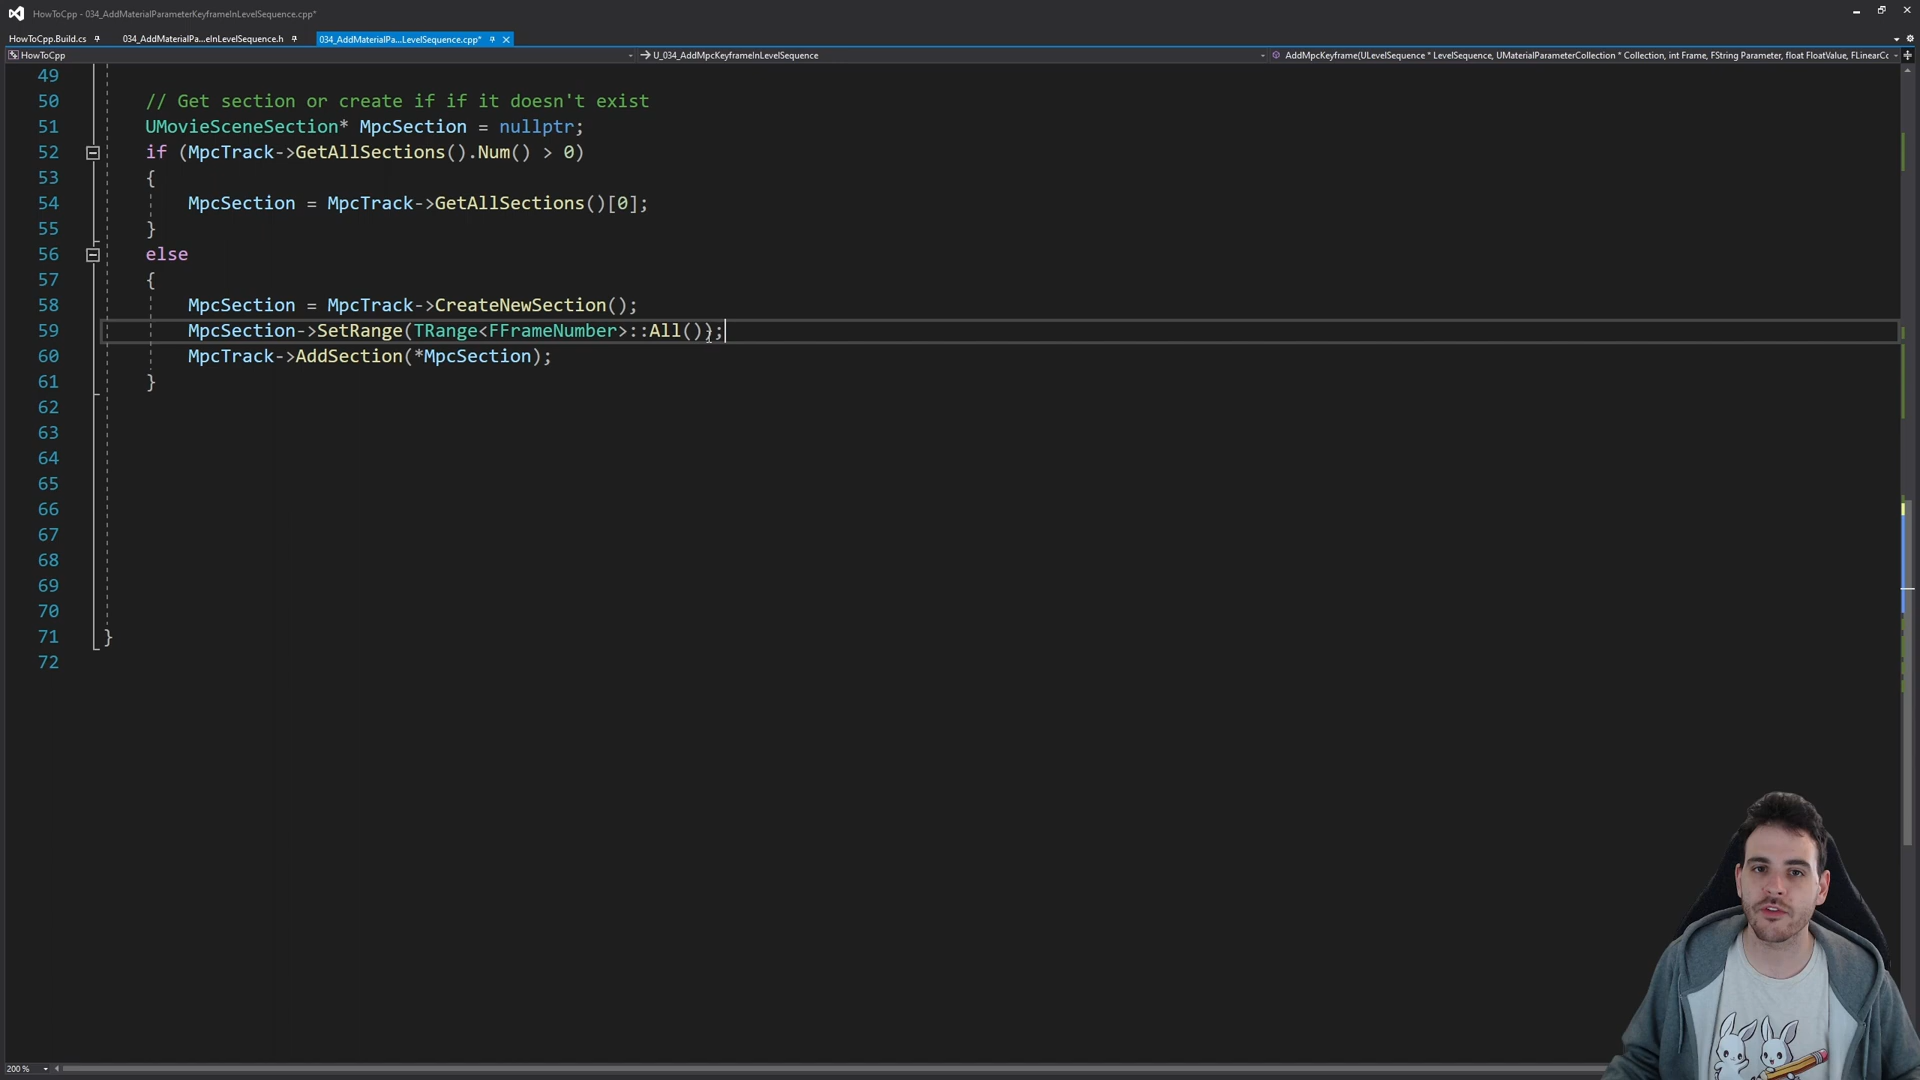 HowToCpp - 034_AddMaterialParameterKeyframeInLevelSequence.cpp*
HowToCpp.Build.cs
034_AddMaterialPa...eInLevelSequence.h
034_AddMaterialPa...LevelSequence.cpp*
HowToCpp
U_034_AddMpcKeyframeInLevelSequence
AddMpcKeyframe(ULevelSequence * LevelSequence, UMaterialParameterCollection * Collection, int Frame, FString Parameter, float FloatValue, FLinearCc
49
50 // Get section or create if if it doesn't exist
51 UMovieSceneSection* MpcSection = nullptr;
52 if (MpcTrack->GetAllSections().Num() > 0)
53 {
54 MpcSection = MpcTrack->GetAllSections()[0];
55 }
56 else
57 {
58 MpcSection = MpcTrack->CreateNewSection();
59 MpcSection->SetRange(TRange<FFrameNumber>::All());
60 MpcTrack->AddSection(*MpcSection);
61 }
62
63
64
65
66
67
68
69
70
71 }
72
200 %